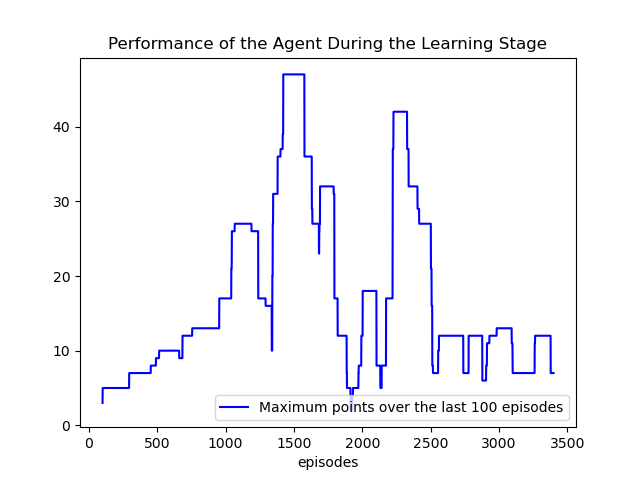 Performance of the Agent During the Learning Stage
40
30
20
10
0
Maximum points over the last 100 episodes
0 500 1000 1500 2000 2500 3000 3500
episodes